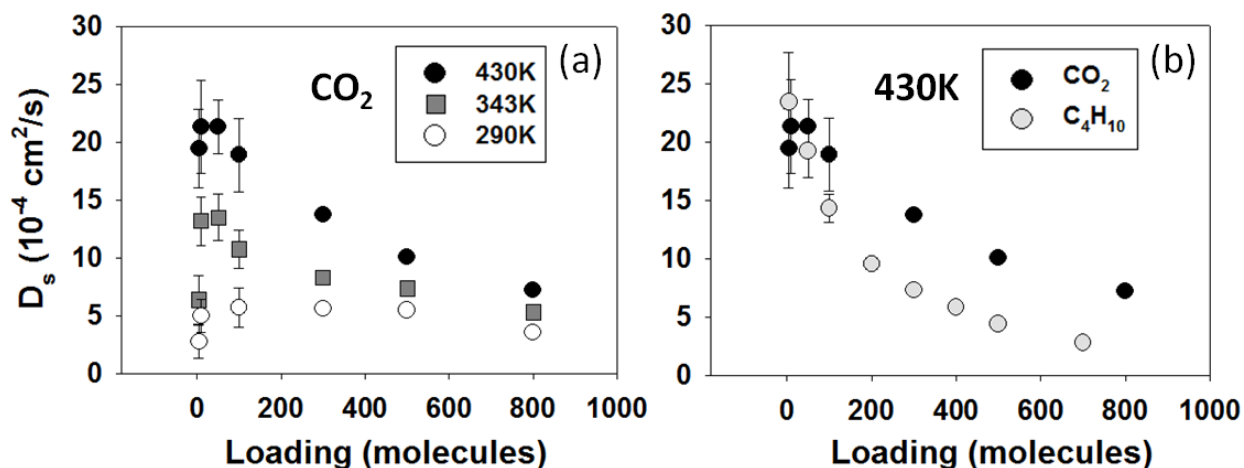 (a)
CO₂
430K
343K
290K
30
25
20
15
10
5
0
Dₛ (10⁻⁴ cm²/s)
0 200 400 600 800 1000
Loading (molecules)
(b)
430K
CO₂
C₄H₁₀
30
25
20
15
10
5
0
0 200 400 600 800 1000
Loading (molecules)